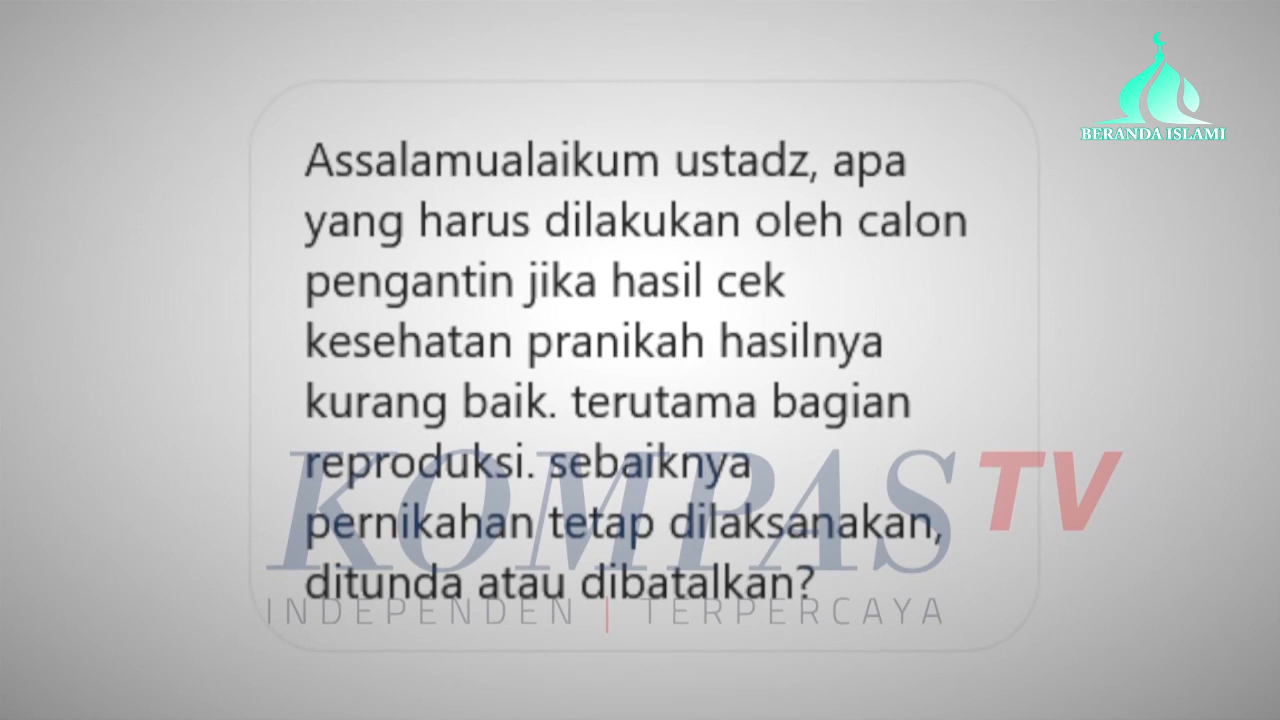 BERANDA ISLAMI
Assalamualaikum ustadz, apa
yang harus dilakukan oleh calon
pengantin jika hasil cek
kesehatan pranikah hasilnya
kurang baik. terutama bagian
reproduksi. sebaiknya
pernikahan tetap dilaksanakan,
ditunda atau dibatalkan?
KOMPAS TV
INDEPENDEN | TERPERCAYA